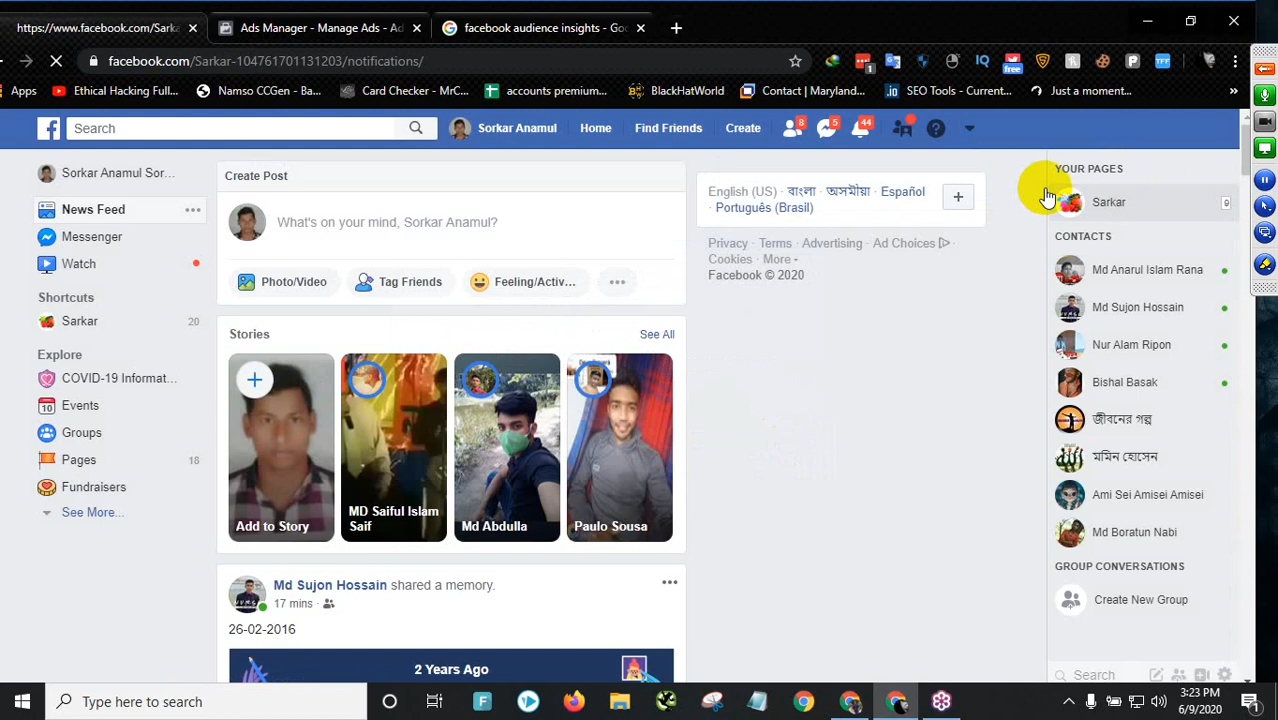 https://www.facebook.com/Sarka
Ads Manager - Manage Ads - Ad
facebook audience insights - Go
facebook.com/Sarkar-104761701131203/notifications/
1
free
TFF
Apps
Ethical Hacking Full...
Namso CCGen - Ba...
Card Checker - MrC...
accounts premium...
BlackHatWorld
Contact | Maryland...
SEO Tools - Current...
Just a moment...
Search
Sorkar Anamul
Home
Find Friends
Create
8
5
44
Sorkar Anamul Sor...
News Feed
Messenger
Watch
Shortcuts
Sarkar
20
Explore
COVID-19 Informat...
Events
Groups
Pages
18
Fundraisers
See More...
Create Post
What's on your mind, Sorkar Anamul?
Photo/Video
Tag Friends
Feeling/Activ...
Stories
See All
Add to Story
MD Saiful Islam
Saif
Md Abdulla
Paulo Sousa
Md Sujon Hossain shared a memory.
17 mins ·
26-02-2016
2 Years Ago
English (US) · বাংলা · অসমীয়া · Español
· Português (Brasil)
Privacy · Terms · Advertising · Ad Choices ·
Cookies · More
Facebook © 2020
YOUR PAGES
Sarkar
9
CONTACTS
Md Anarul Islam Rana
Md Sujon Hossain
Nur Alam Ripon
Bishal Basak
জীবনের গল্প
মমিন হোসেন
Ami Sei Amisei Amisei
Md Boratun Nabi
GROUP CONVERSATIONS
Create New Group
Search
Type here to search
3:23 PM
6/9/2020
1